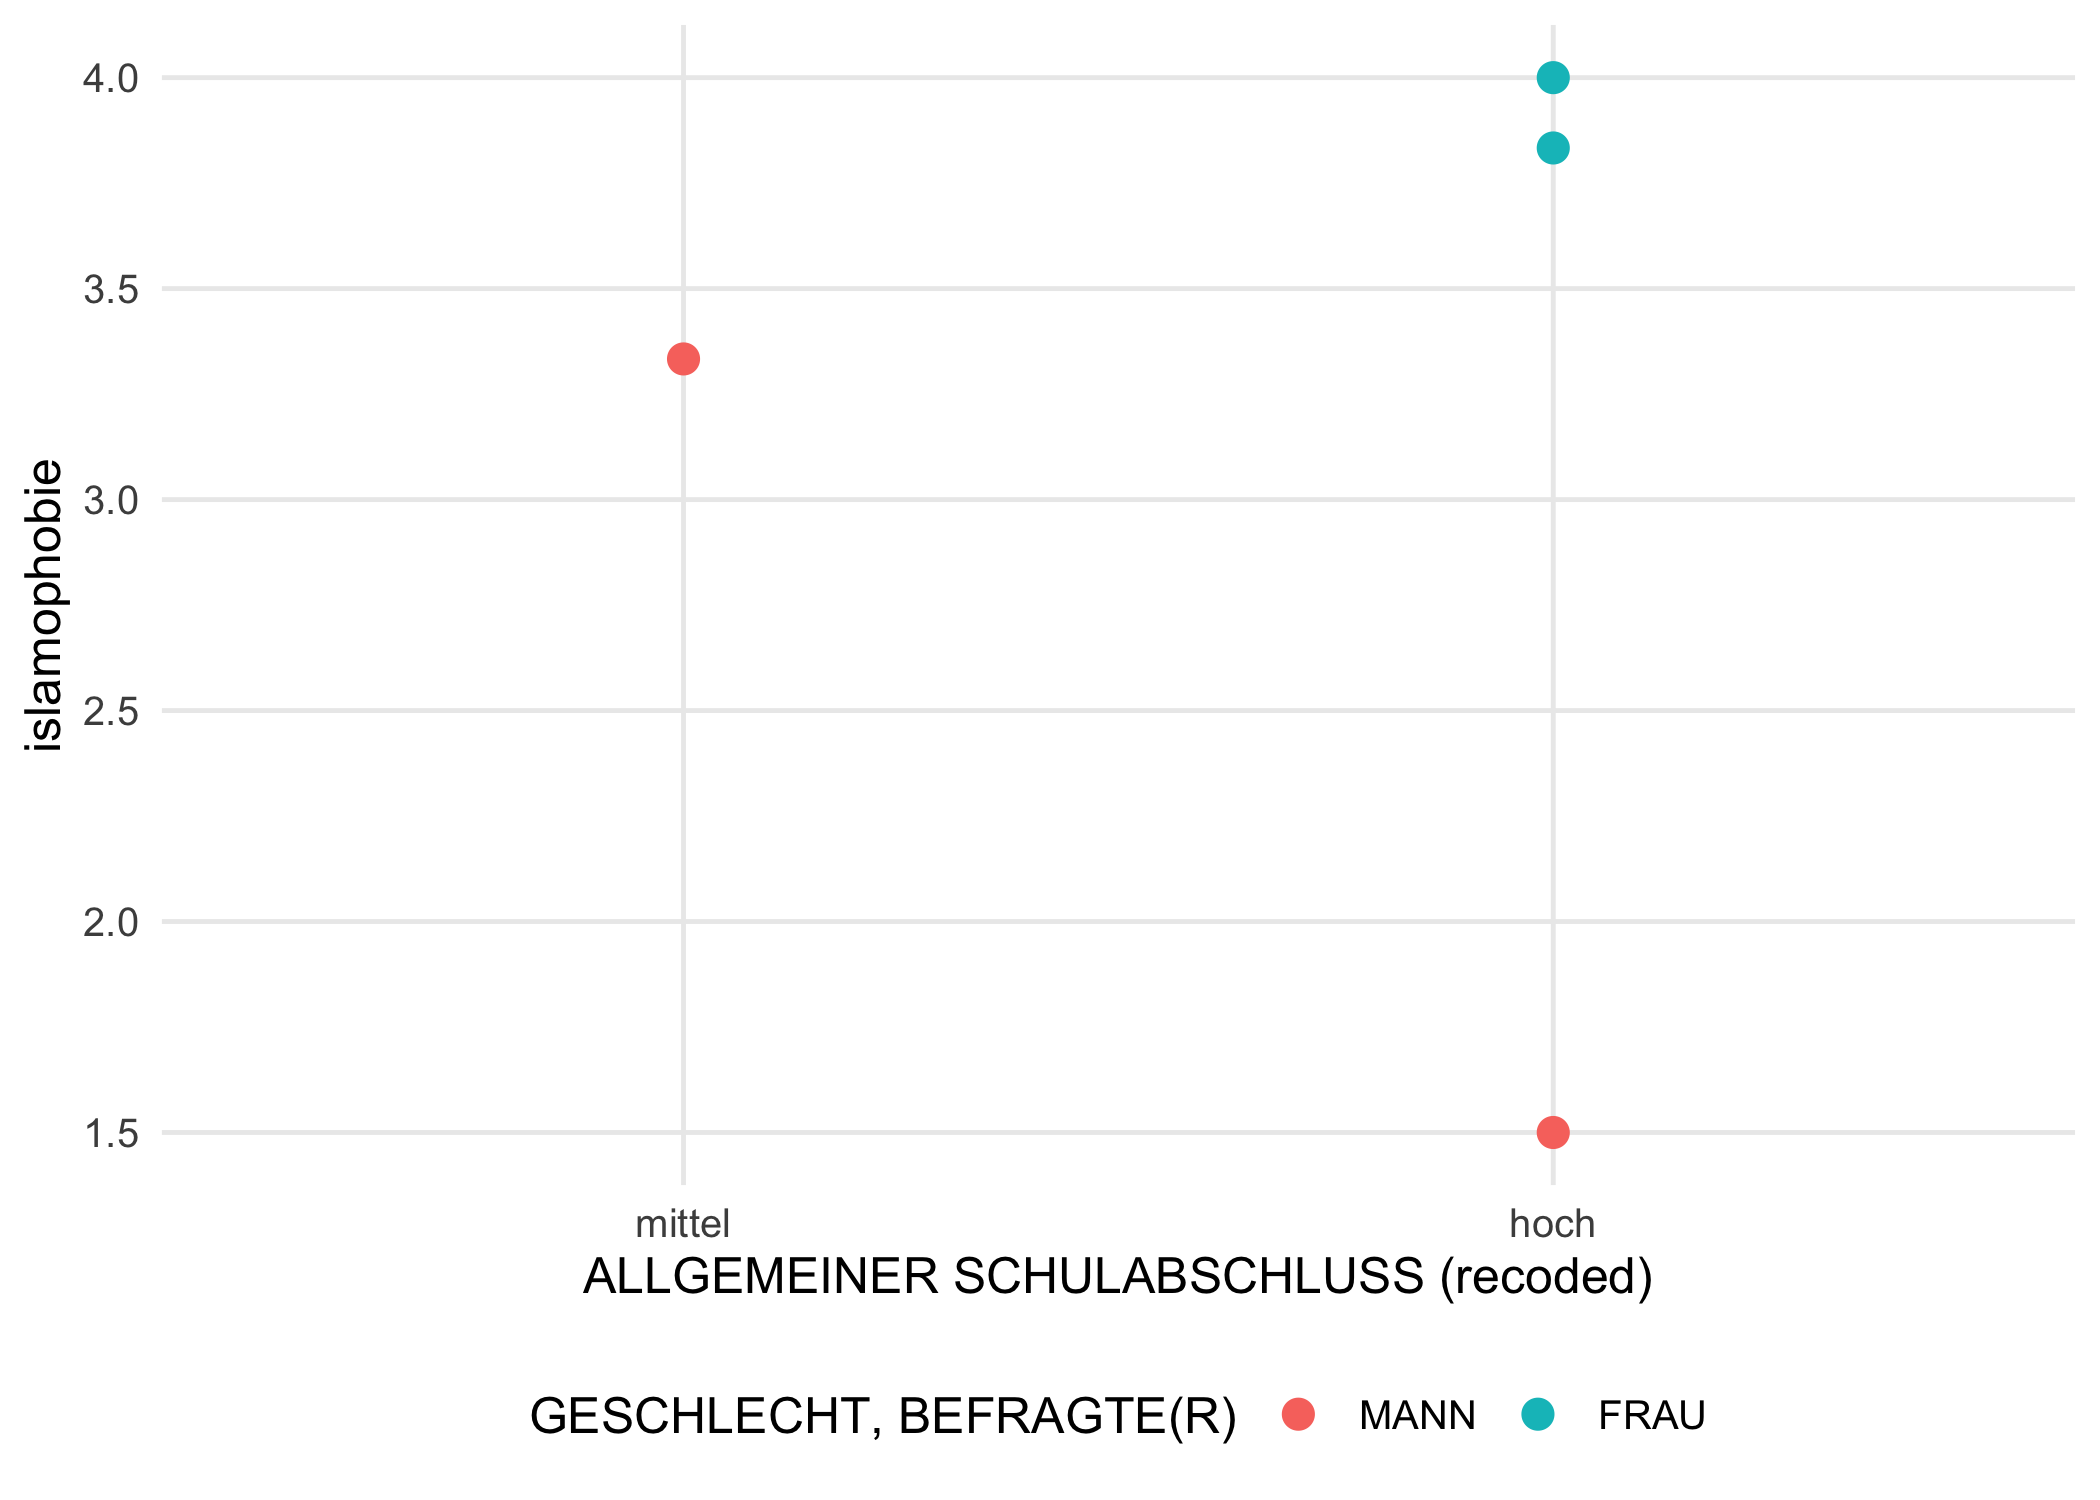 4.0
3.5
3.0
2.5
2.0
1.5
islamophobie
mittel hoch
ALLGEMEINER SCHULABSCHLUSS (recoded)
GESCHLECHT, BEFRAGTE(R) MANN FRAU